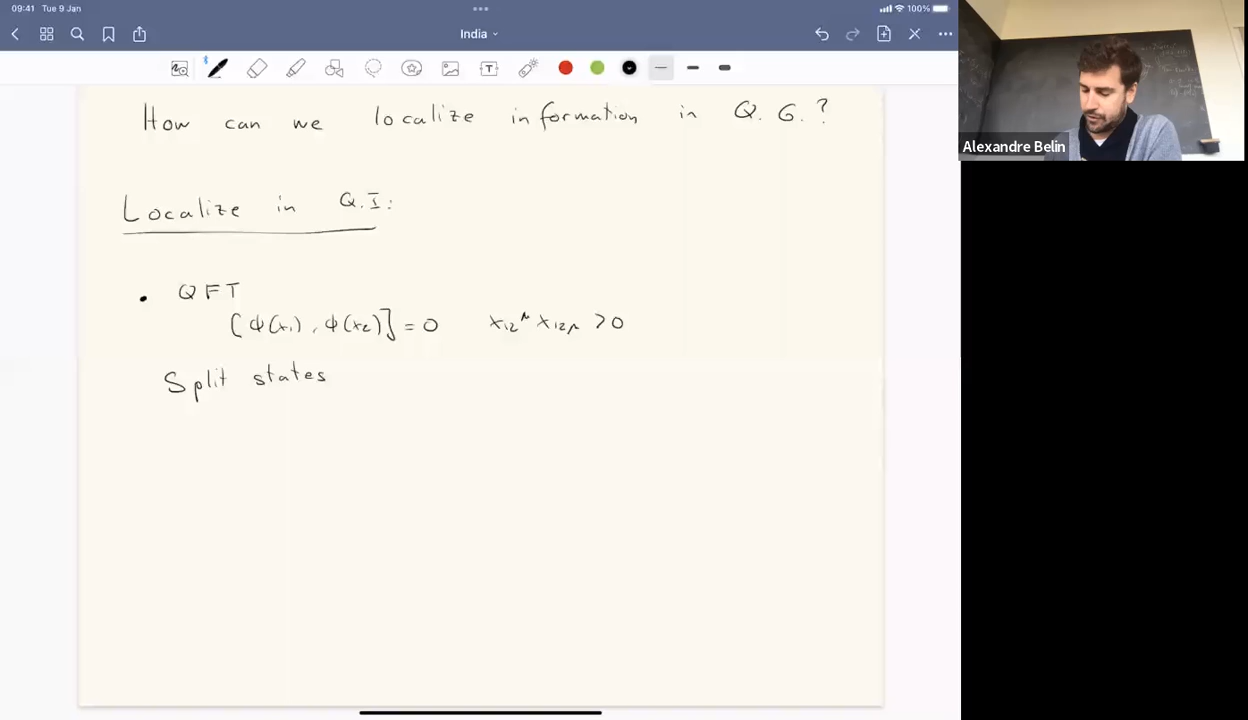 09:41 Tue 9 Jan
100%
India
T
How can we localize information in Q. G. ?
Localize in Q.I:
• QFT
[ϕ(x₁), ϕ(x₂)] = 0 x₁₂^μ x₁₂μ > 0
Split states
Alexandre Belin